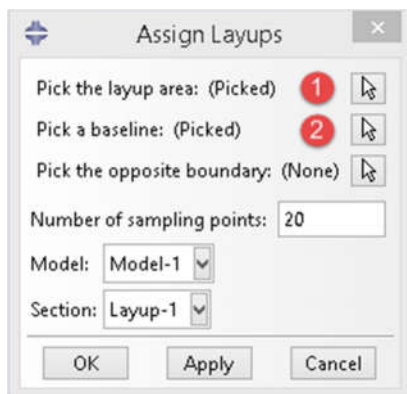 Assign Layups
Pick the layup area: (Picked) 1
Pick a baseline: (Picked) 2
Pick the opposite boundary: (None)
Number of sampling points: 20
Model: Model-1
Section: Layup-1
OK Apply Cancel